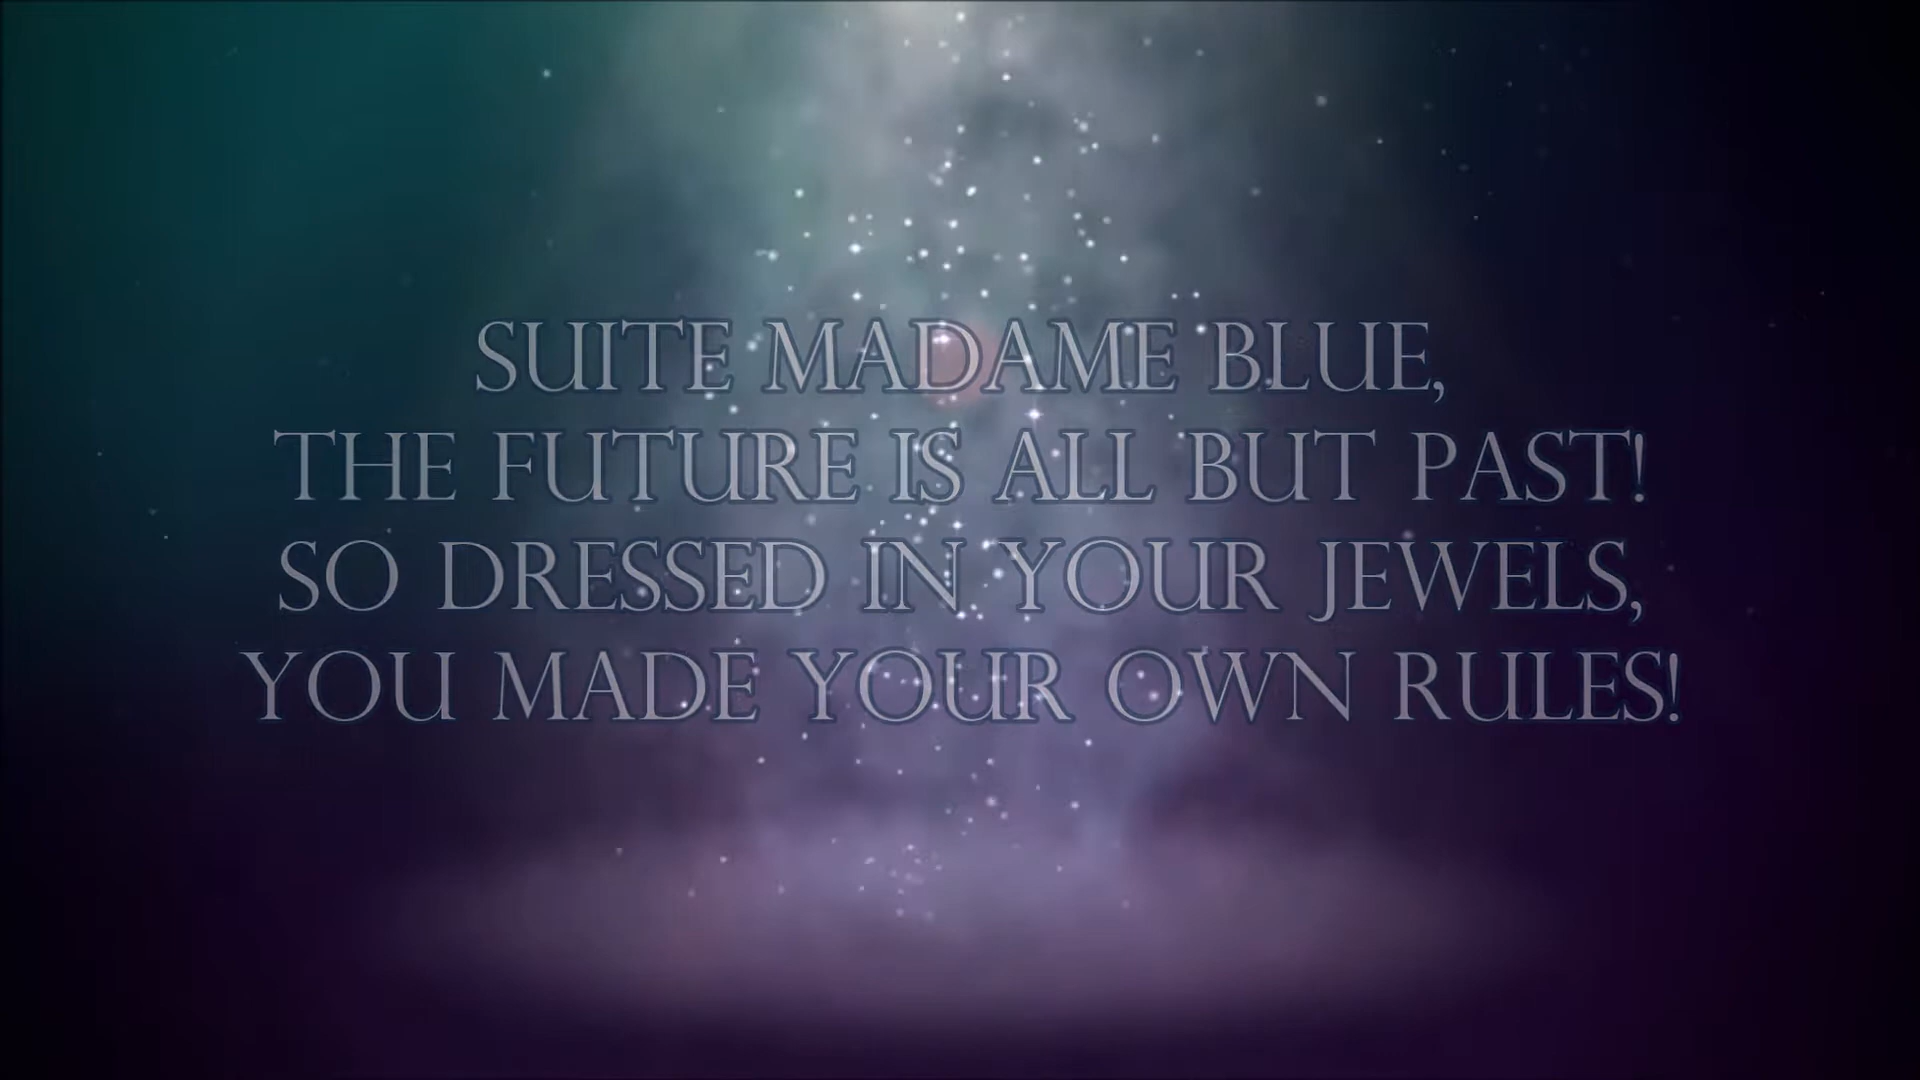 SUITE MADAME BLUE,
THE FUTURE IS ALL BUT PAST!
SO DRESSED IN YOUR JEWELS,
YOU MADE YOUR OWN RULES!